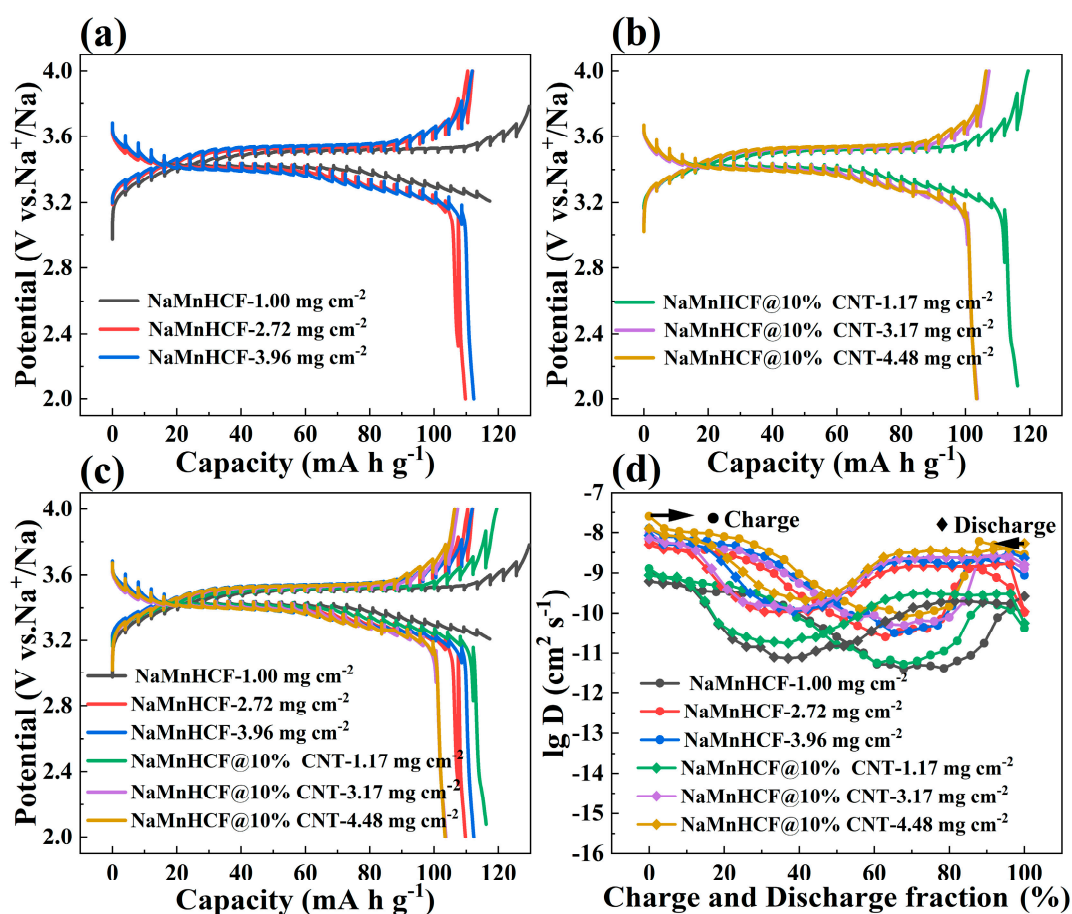 (a)
Potential (V vs.Na⁺/Na)
4.0
3.6
3.2
2.8
2.4
2.0
NaMnHCF-1.00 mg cm⁻²
NaMnHCF-2.72 mg cm⁻²
NaMnHCF-3.96 mg cm⁻²
0 20 40 60 80 100 120
Capacity (mA h g⁻¹)
(b)
Potential (V vs.Na⁺/Na)
4.0
3.6
3.2
2.8
2.4
2.0
NaMnHCF@10% CNT-1.17 mg cm⁻²
NaMnHCF@10% CNT-3.17 mg cm⁻²
NaMnHCF@10% CNT-4.48 mg cm⁻²
0 20 40 60 80 100 120
Capacity (mA h g⁻¹)
(c)
Potential (V vs.Na⁺/Na)
4.0
3.6
3.2
2.8
2.4
2.0
NaMnHCF-1.00 mg cm⁻²
NaMnHCF-2.72 mg cm⁻²
NaMnHCF-3.96 mg cm⁻²
NaMnHCF@10% CNT-1.17 mg cm⁻²
NaMnHCF@10% CNT-3.17 mg cm⁻²
NaMnHCF@10% CNT-4.48 mg cm⁻²
0 20 40 60 80 100 120
Capacity (mA h g⁻¹)
(d)
lg D (cm² s⁻¹)
-7
-8
-9
-10
-11
-12
-13
-14
-15
-16
Charge
Discharge
NaMnHCF-1.00 mg cm⁻²
NaMnHCF-2.72 mg cm⁻²
NaMnHCF-3.96 mg cm⁻²
NaMnHCF@10% CNT-1.17 mg cm⁻²
NaMnHCF@10% CNT-3.17 mg cm⁻²
NaMnHCF@10% CNT-4.48 mg cm⁻²
0 20 40 60 80 100
Charge and Discharge fraction (%)